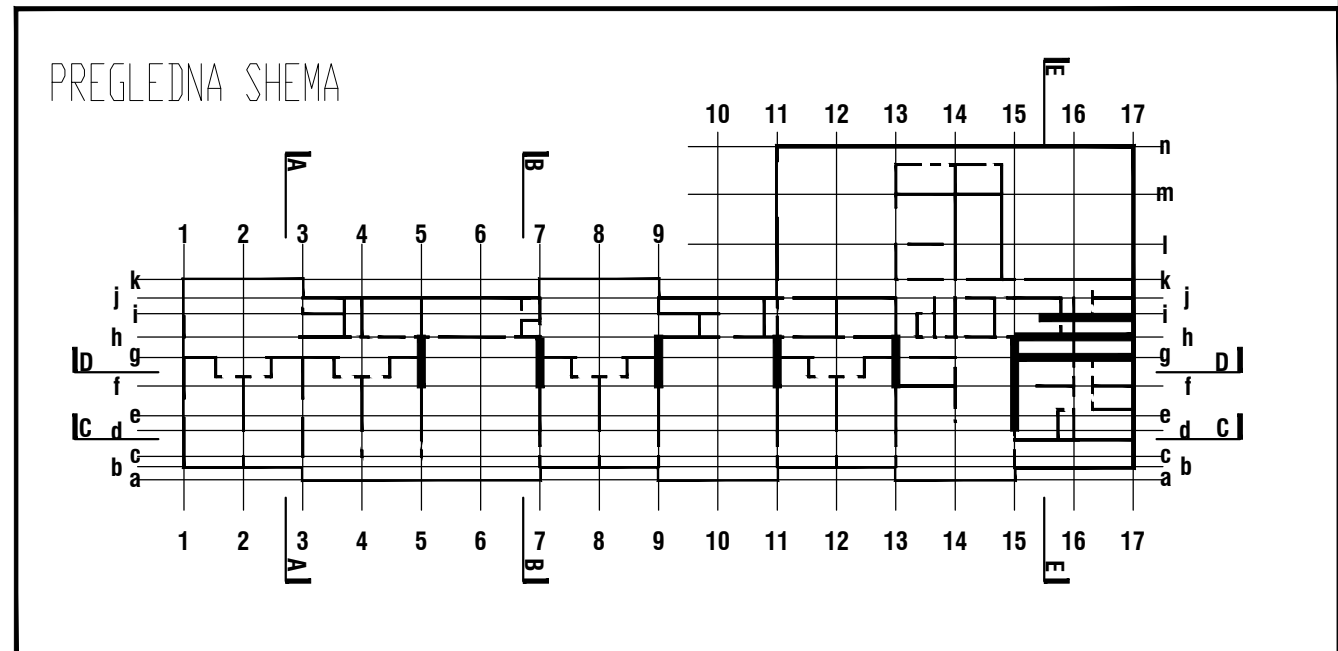 PREGLEDNA SHEMA
E
10 11 12 13 14 15 16 17
A B
n
m
1 2 3 4 5 6 7 8 9
l
k k
j j
i i
h h
g g
D D
f f
e e
C d d C
c c
b b
a a
1 2 3 4 5 6 7 8 9 10 11 12 13 14 15 16 17
A B E